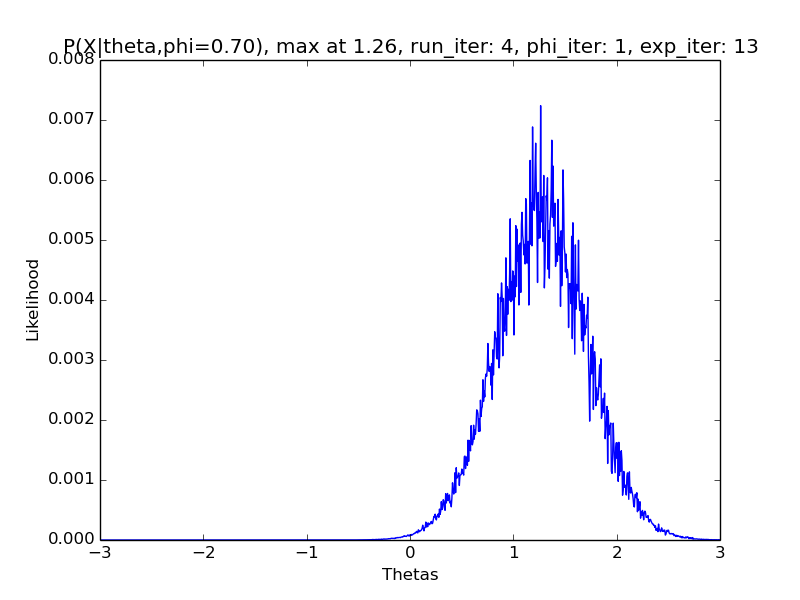 P(X|theta,phi=0.70), max at 1.26, run_iter: 4, phi_iter: 1, exp_iter: 13
0.008
0.007
0.006
0.005
0.004
0.003
0.002
0.001
0.000
Likelihood
−3 −2 −1 0 1 2 3
Thetas